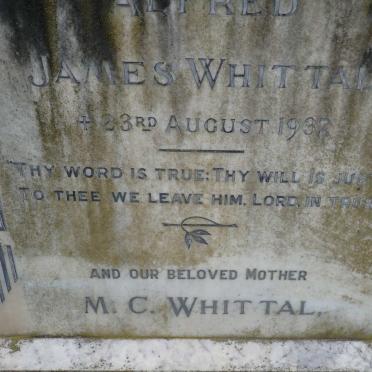 ALFRED
JAMES WHITTAL
+ 23RD AUGUST 1937
"THY WORD IS TRUE: THY WILL IS JUST
TO THEE WE LEAVE HIM, LORD, IN TRUST
AND OUR BELOVED MOTHER
M. C. WHITTAL,